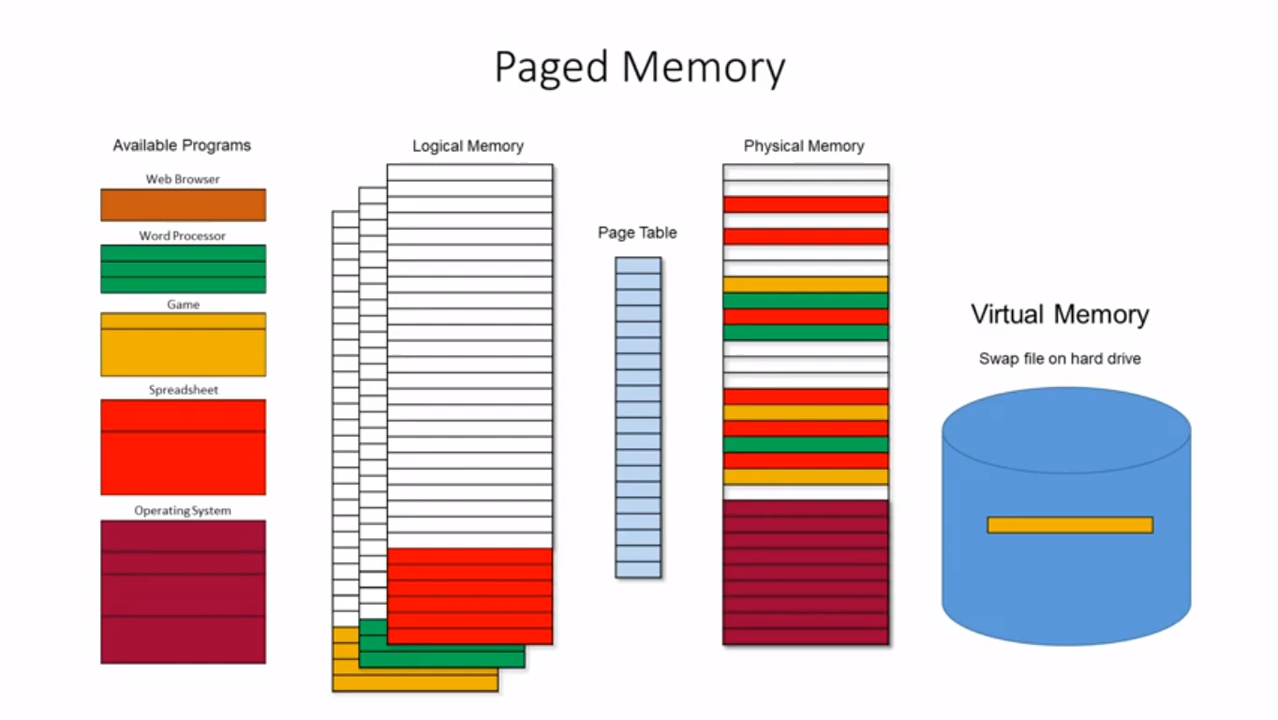 Paged Memory
Available Programs
Web Browser
Word Processor
Game
Spreadsheet
Operating System
Logical Memory
Page Table
Physical Memory
Virtual Memory
Swap file on hard drive